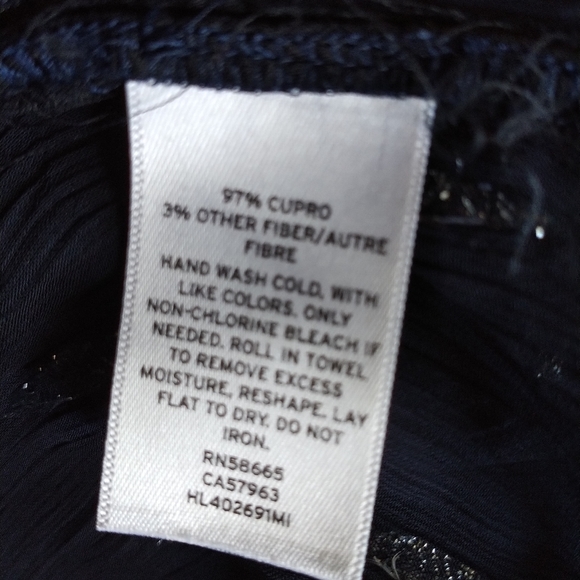 97% CUPRO
3% OTHER FIBER/AUTRE
FIBRE
HAND WASH COLD, WITH
LIKE COLORS. ONLY
NON-CHLORINE BLEACH IF
NEEDED. ROLL IN TOWEL
TO REMOVE EXCESS
MOISTURE, RESHAPE. LAY
FLAT TO DRY. DO NOT
IRON.
RN58665
CA57963
HL402691MI